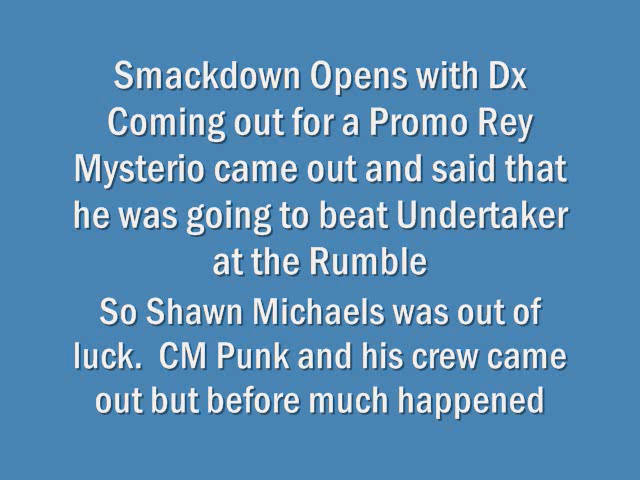 Smackdown Opens with Dx
Coming out for a Promo Rey
Mysterio came out and said that
he was going to beat Undertaker
at the Rumble
So Shawn Michaels was out of
luck.  CM Punk and his crew came
out but before much happened